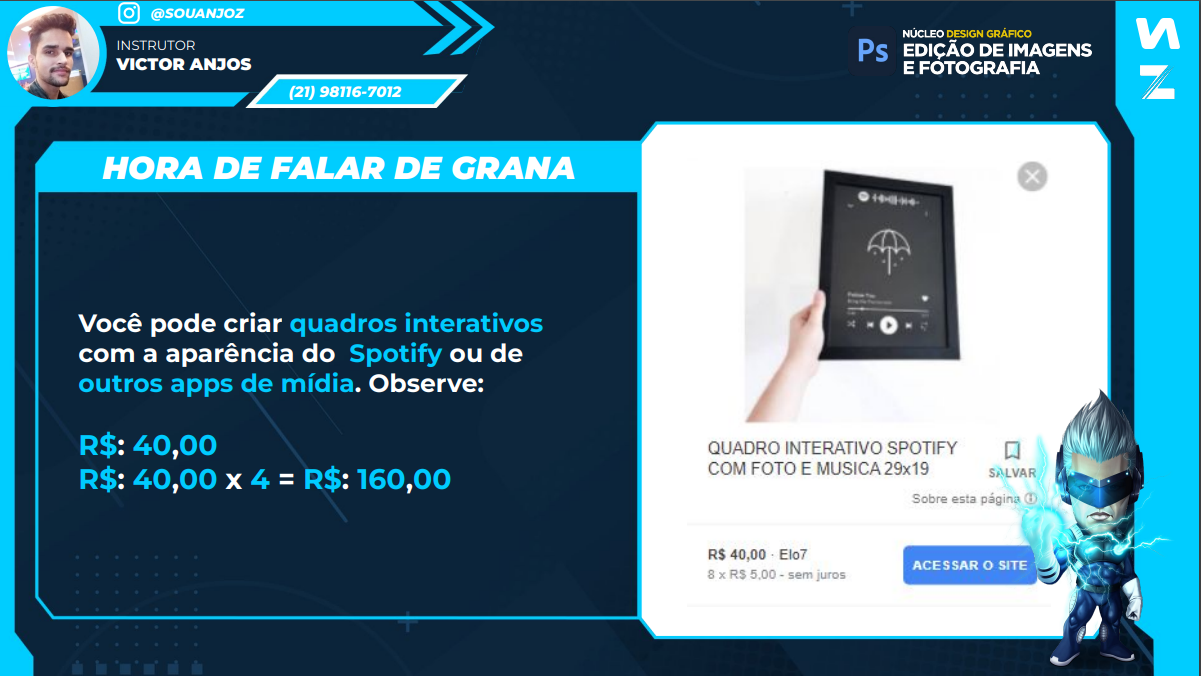 @SOUANJOZ
INSTRUTOR
VICTOR ANJOS
(21) 98116-7012
Ps
NÚCLEO DESIGN GRÁFICO
EDIÇÃO DE IMAGENS
E FOTOGRAFIA
HORA DE FALAR DE GRANA
Você pode criar quadros interativos
com a aparência do Spotify ou de
outros apps de mídia. Observe:
R$: 40,00
R$: 40,00 x 4 = R$: 160,00
QUADRO INTERATIVO SPOTIFY
COM FOTO E MUSICA 29x19
SALVAR
Sobre esta página
R$ 40,00 · Elo7
8 x R$ 5,00 - sem juros
ACESSAR O SITE